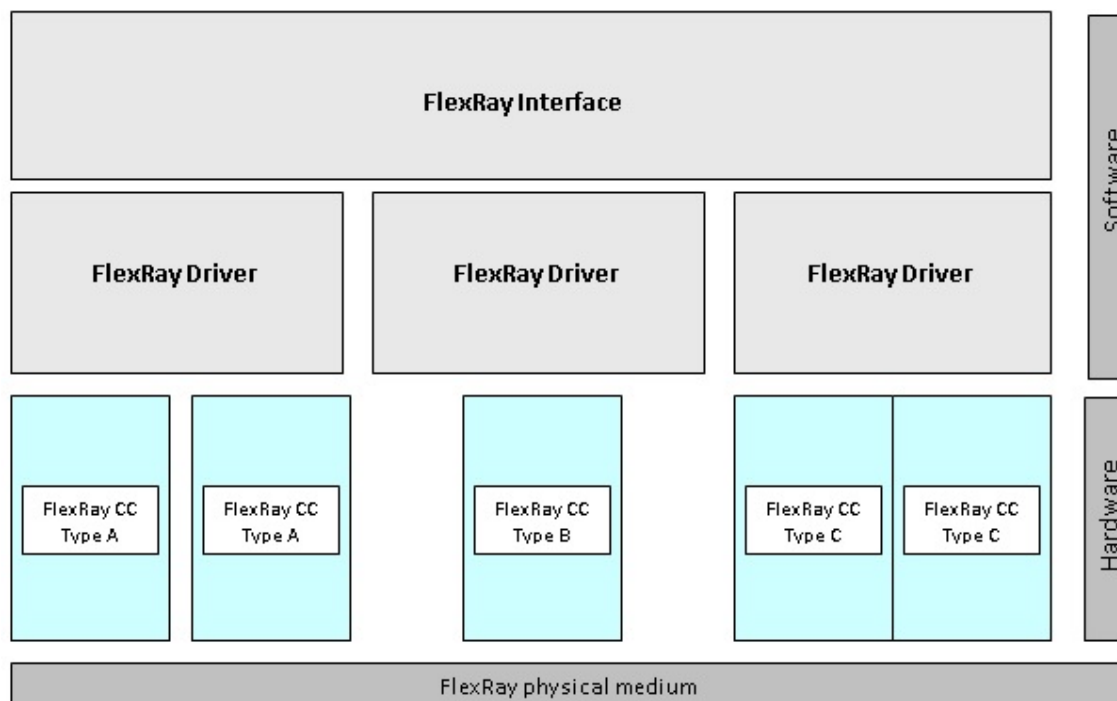 FlexRay Interface
Software
FlexRay Driver
FlexRay Driver
FlexRay Driver
FlexRay CC
Type A
FlexRay CC
Type A
FlexRay CC
Type B
FlexRay CC
Type C
FlexRay CC
Type C
Hardware
FlexRay physical medium